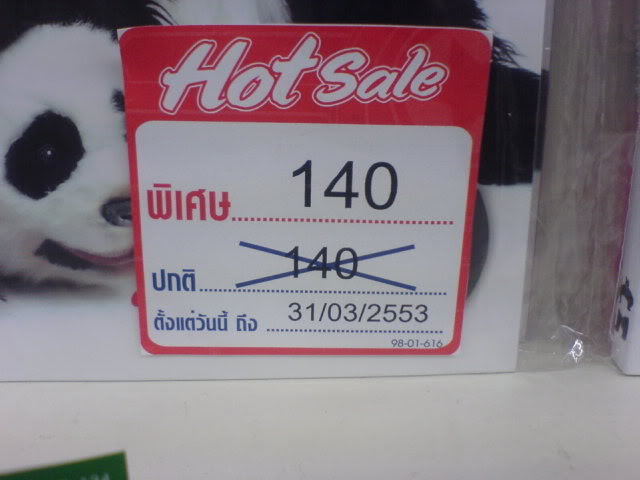 Hot Sale
พิเศษ 140
ปกติ 140
ตั้งแต่วันนี้ ถึง 31/03/2553
98-01-616